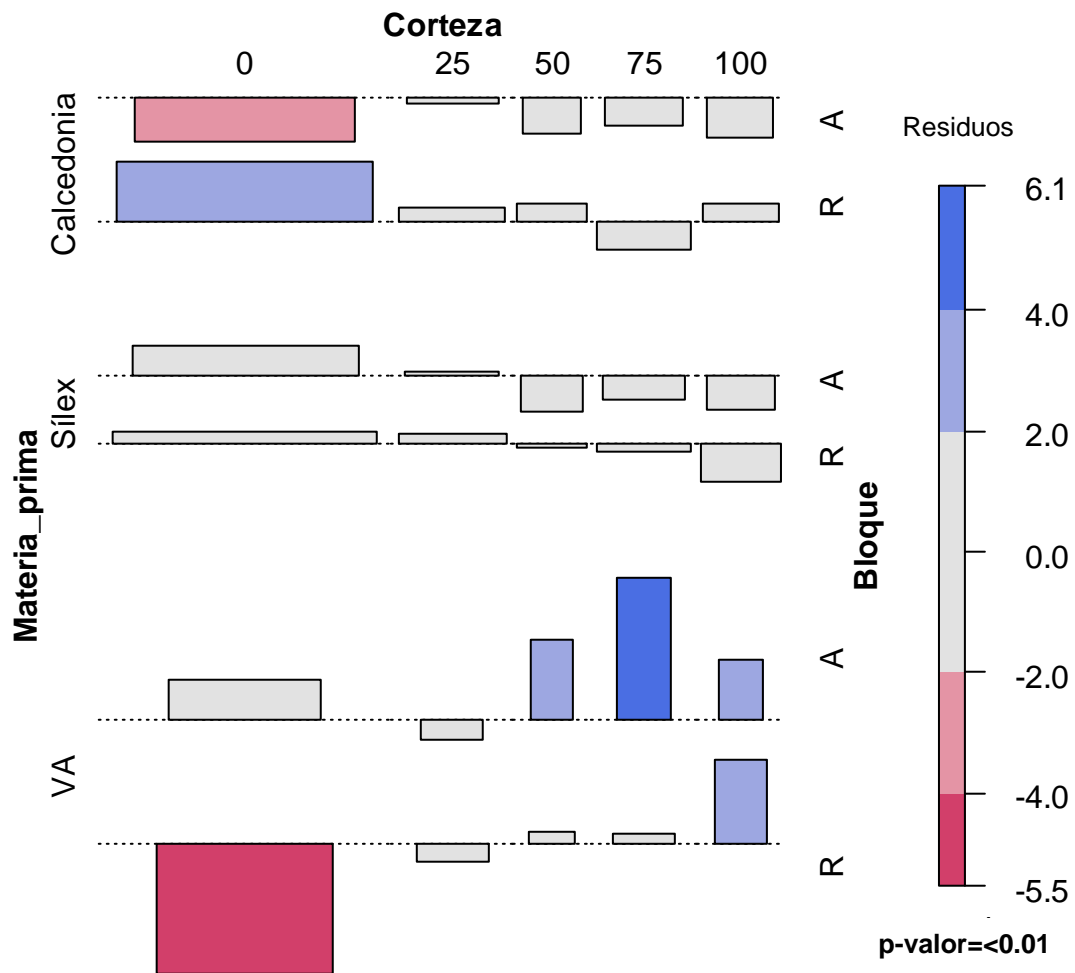 Corteza
0 25 50 75 100
Calcedonia
A
R
Sílex
A
R
VA
A
R
Materia_prima
Bloque
Residuos
6.1
4.0
2.0
0.0
-2.0
-4.0
-5.5
p-valor=<0.01